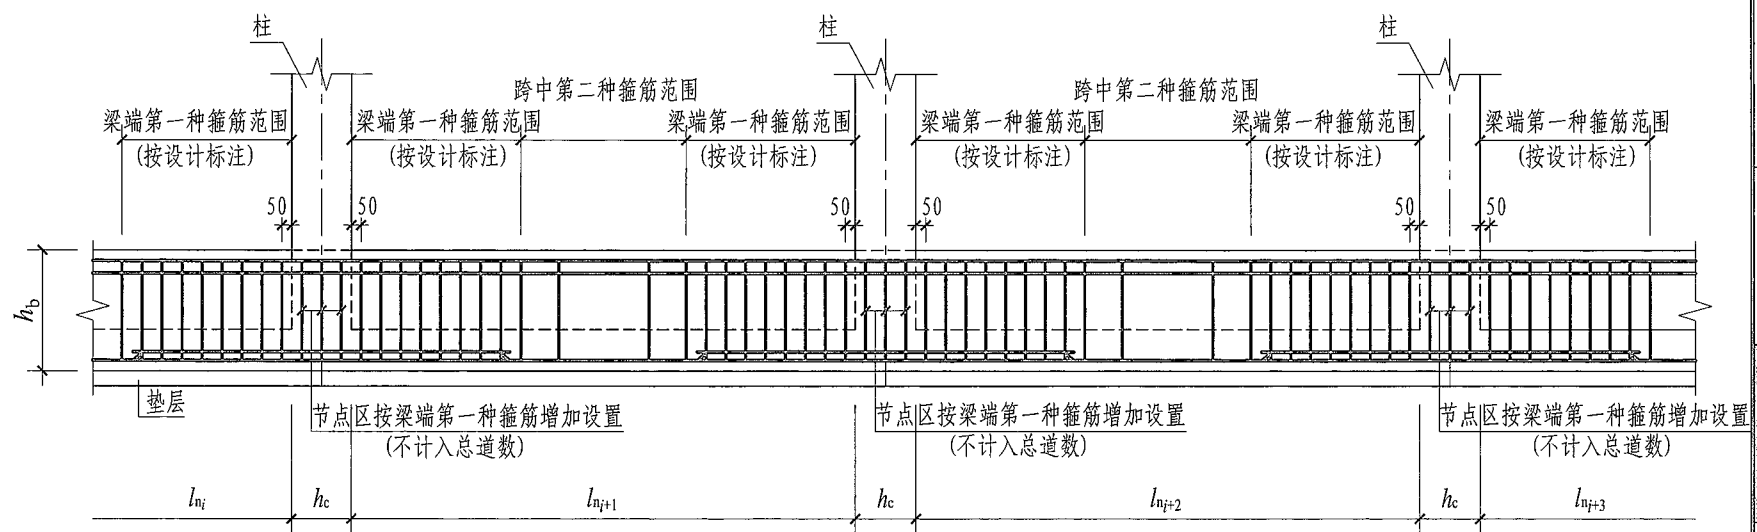 柱 柱 柱
跨中第二种箍筋范围 跨中第二种箍筋范围
梁端第一种箍筋范围 梁端第一种箍筋范围 梁端第一种箍筋范围 梁端第一种箍筋范围 梁端第一种箍筋范围 梁端第一种箍筋范围
(按设计标注) (按设计标注) (按设计标注) (按设计标注) (按设计标注) (按设计标注)
50 50 50 50 50 50
hb
垫层
节点区按梁端第一种箍筋增加设置 节点区按梁端第一种箍筋增加设置 节点区按梁端第一种箍筋增加设置
(不计入总道数) (不计入总道数) (不计入总道数)
lni hc lni+1 hc lni+2 hc lni+3